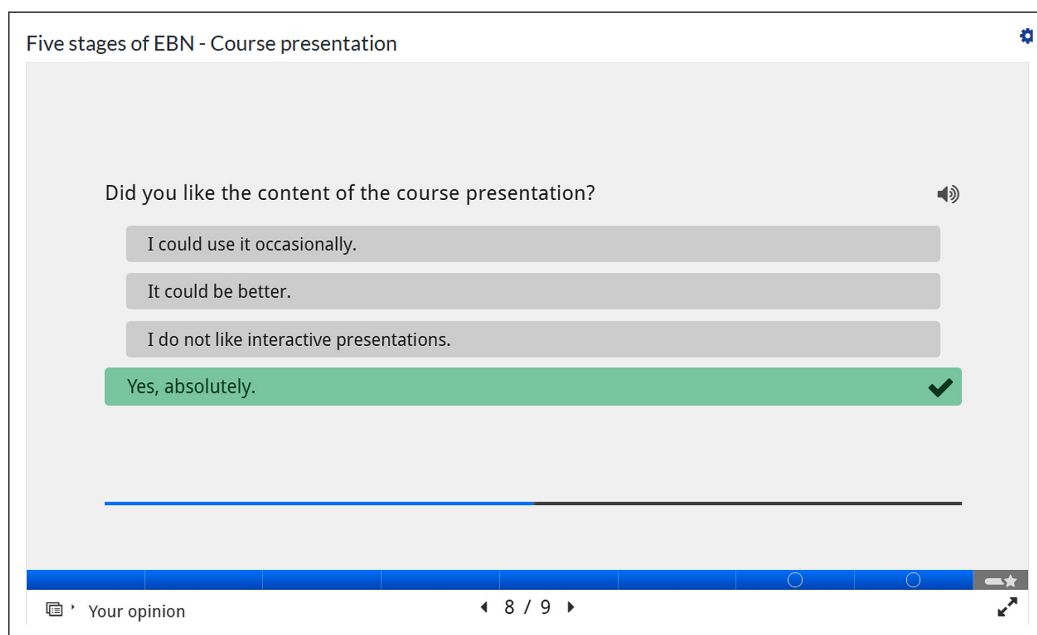 Five stages of EBN - Course presentation
Did you like the content of the course presentation?
I could use it occasionally.
It could be better.
I do not like interactive presentations.
Yes, absolutely.
Your opinion
8 / 9